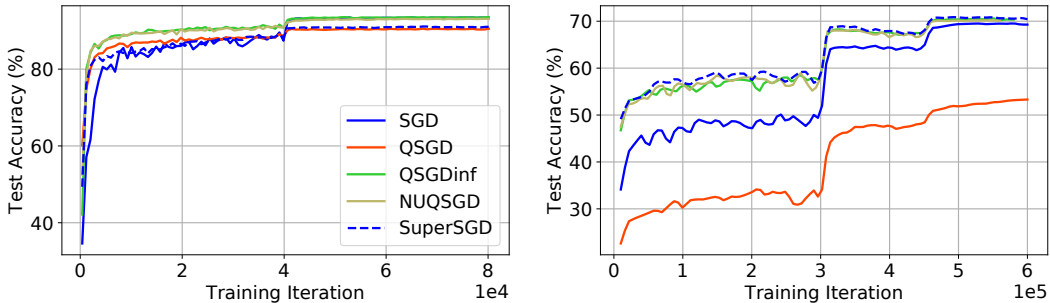 Test Accuracy (%)
80
60
40
SGD
QSGD
QSGDinf
NUQSGD
SuperSGD
0
2
4
6
8
Training Iteration
1e4
Test Accuracy (%)
70
60
50
40
30
0
1
2
3
4
5
6
Training Iteration
1e5